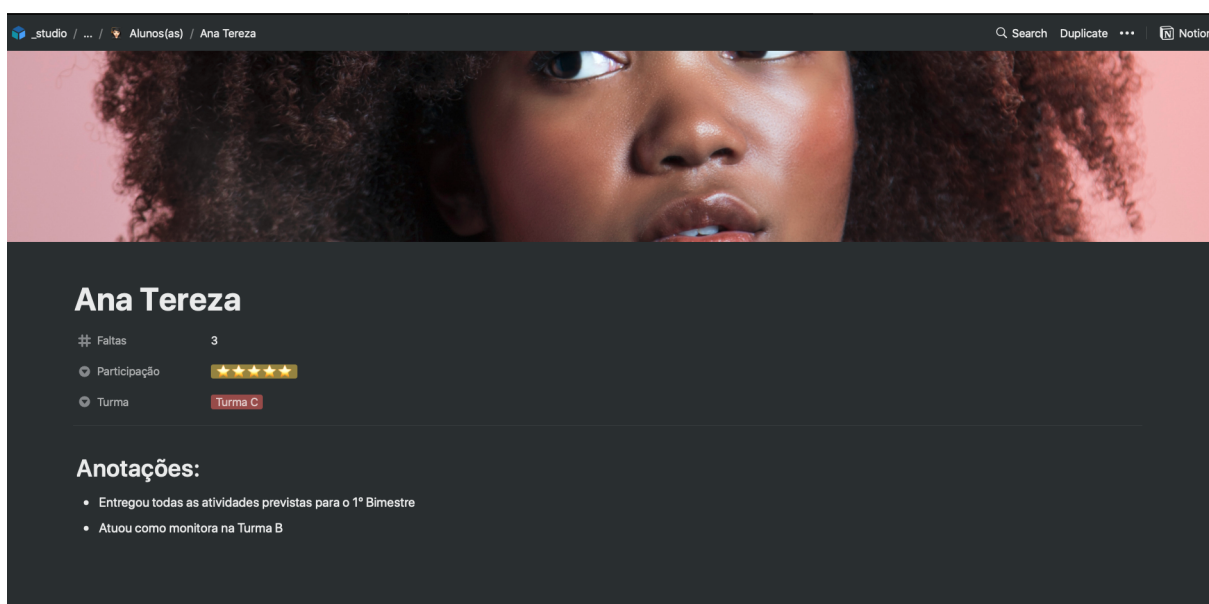 _studio / ... / Alunos(as) / Ana Tereza
Search Duplicate ••• Notion
Ana Tereza
Faltas 3
Participação ⭐⭐⭐⭐⭐
Turma Turma C
Anotações:
• Entregou todas as atividades previstas para o 1º Bimestre
• Atuou como monitora na Turma B